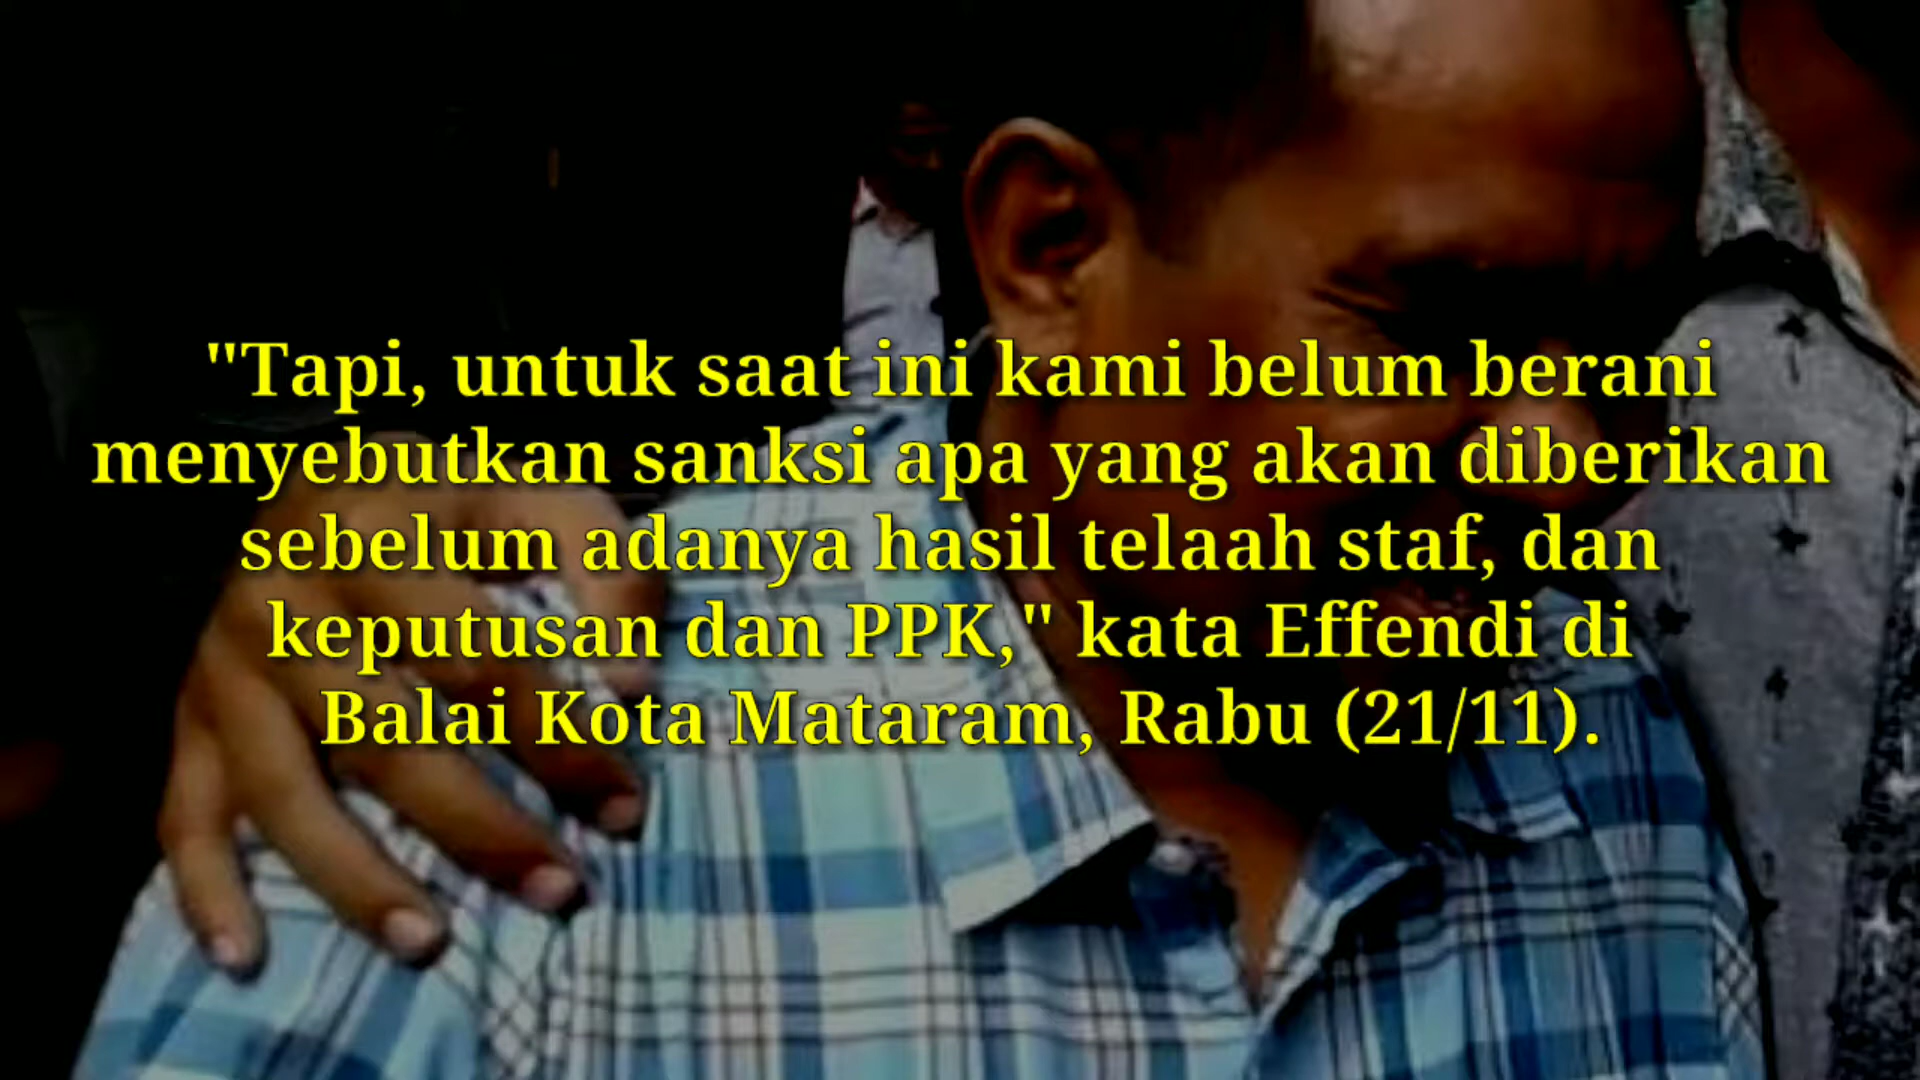 "Tapi, untuk saat ini kami belum berani
menyebutkan sanksi apa yang akan diberikan
sebelum adanya hasil telaah staf, dan
keputusan dan PPK," kata Effendi di
Balai Kota Mataram, Rabu (21/11).